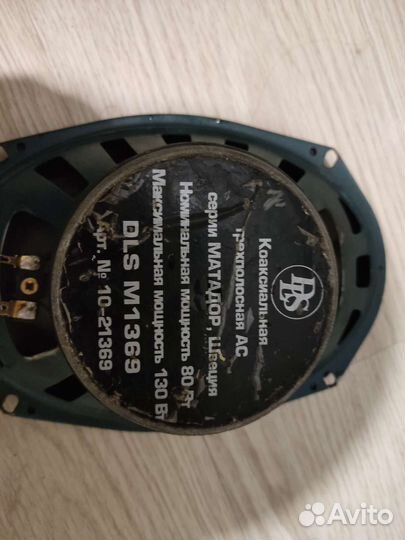 DLS
Коаксиальная
трехполосная АС
серии МАТАДОР, Швеция
Номинальная мощность 80 Вт
Максимальная мощность 130 Вт
DLS M1369
Арт. № 10-21369
Avito